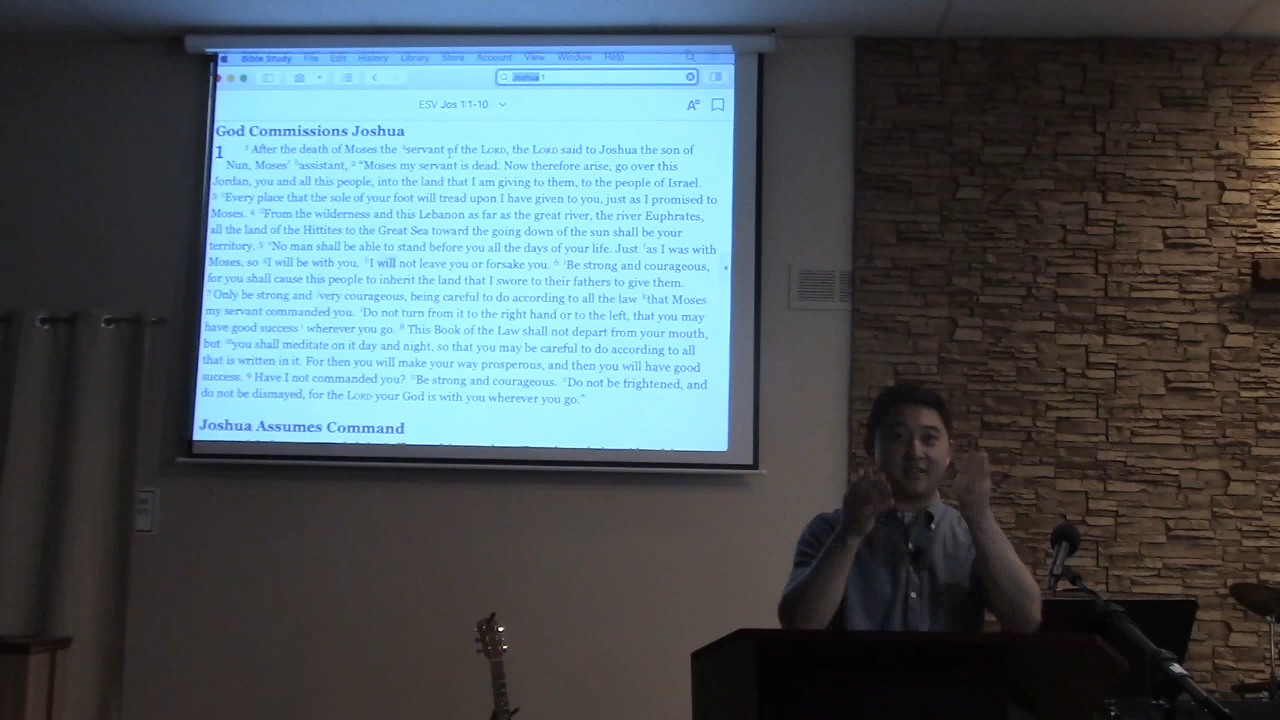 Bible Study File Edit History Library Store Account View Window Help
Joshua 1
ESV Jos 1:1-10
God Commissions Joshua
1 1 After the death of Moses the servant of the LORD, the LORD said to Joshua the son of
Nun, Moses' assistant, 2 “Moses my servant is dead. Now therefore arise, go over this
Jordan, you and all this people, into the land that I am giving to them, to the people of Israel.
3 Every place that the sole of your foot will tread upon I have given to you, just as I promised to
Moses. 4 From the wilderness and this Lebanon as far as the great river, the river Euphrates,
all the land of the Hittites to the Great Sea toward the going down of the sun shall be your
territory. 5 No man shall be able to stand before you all the days of your life. Just as I was with
Moses, so I will be with you. I will not leave you or forsake you. 6 Be strong and courageous,
for you shall cause this people to inherit the land that I swore to their fathers to give them.
7 Only be strong and very courageous, being careful to do according to all the law that Moses
my servant commanded you. Do not turn from it to the right hand or to the left, that you may
have good success wherever you go. 8 This Book of the Law shall not depart from your mouth,
but you shall meditate on it day and night, so that you may be careful to do according to all
that is written in it. For then you will make your way prosperous, and then you will have good
success. 9 Have I not commanded you? Be strong and courageous. Do not be frightened, and
do not be dismayed, for the LORD your God is with you wherever you go.”
Joshua Assumes Command